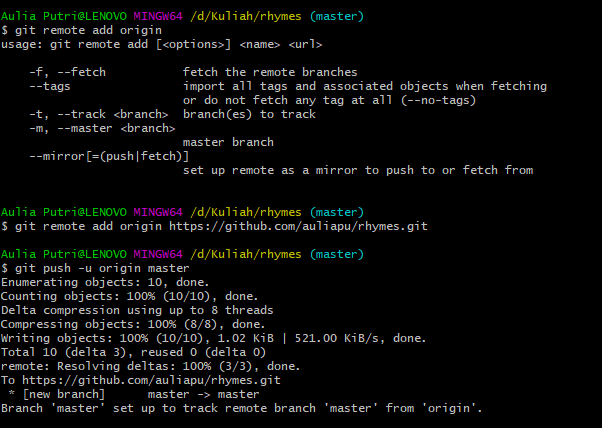 Aulia Putri@LENOVO MINGW64 /d/Kuliah/rhymes (master)
$ git remote add origin
usage: git remote add [<options>] <name> <url>
-f, --fetch fetch the remote branches
--tags import all tags and associated objects when fetching
or do not fetch any tag at all (--no-tags)
-t, --track <branch> branch(es) to track
-m, --master <branch>
master branch
--mirror[=(push|fetch)]
set up remote as a mirror to push to or fetch from
Aulia Putri@LENOVO MINGW64 /d/Kuliah/rhymes (master)
$ git remote add origin https://github.com/auliapu/rhymes.git
Aulia Putri@LENOVO MINGW64 /d/Kuliah/rhymes (master)
$ git push -u origin master
Enumerating objects: 10, done.
Counting objects: 100% (10/10), done.
Delta compression using up to 8 threads
Compressing objects: 100% (8/8), done.
Writing objects: 100% (10/10), 1.02 KiB | 521.00 KiB/s, done.
Total 10 (delta 3), reused 0 (delta 0)
remote: Resolving deltas: 100% (3/3), done.
To https://github.com/auliapu/rhymes.git
* [new branch] master -> master
Branch 'master' set up to track remote branch 'master' from 'origin'.